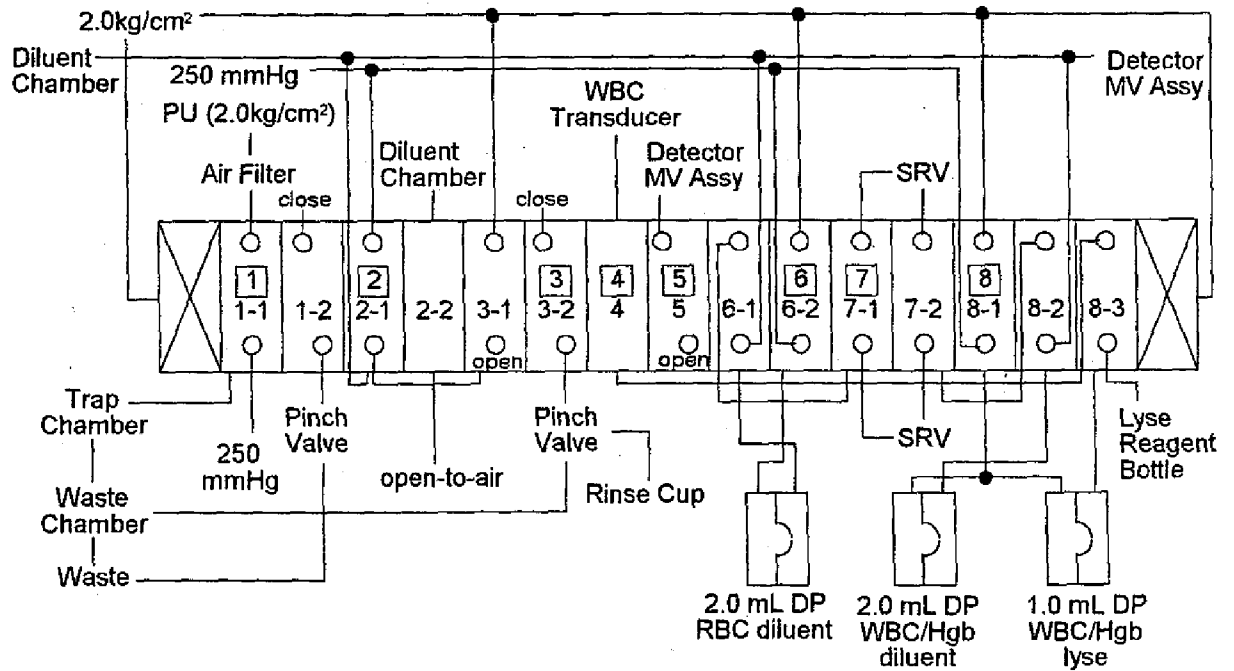 2.0kg/cm²
Diluent
Chamber
250 mmHg
PU (2.0kg/cm²)
Air Filter
close
Diluent
Chamber
close
WBC
Transducer
Detector
MV Assy
SRV
Detector
MV Assy
1 2 3 4 5 6 7 8
1-1 1-2 2-1 2-2 3-1 3-2 4 5 6-1 6-2 7-1 7-2 8-1 8-2 8-3
open open
Trap
Chamber
250
mmHg
Pinch
Valve
open-to-air
Pinch
Valve
Rinse Cup
SRV
Lyse
Reagent
Bottle
Waste
Chamber
Waste
2.0 mL DP
RBC diluent
2.0 mL DP
WBC/Hgb
diluent
1.0 mL DP
WBC/Hgb
lyse